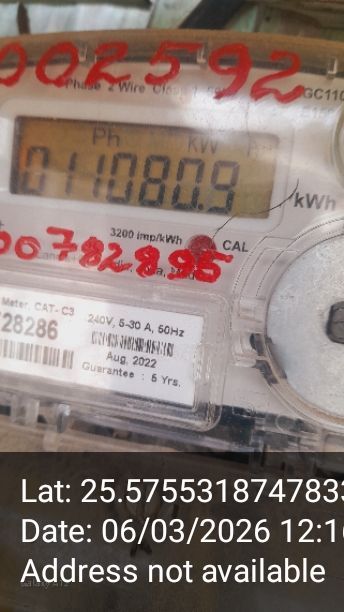 002592
Phase 2 Wire
GC110
Ph kW
011080.9
kWh
3200 imp/kWh
CAL
00782895
Meter, CAT- C3
28286
240V, 5-30 A, 50Hz
Aug, 2022
Guarantee : 5 Yrs.
Lat: 25.5755318747833
Date: 06/03/2026 12:16
Address not available